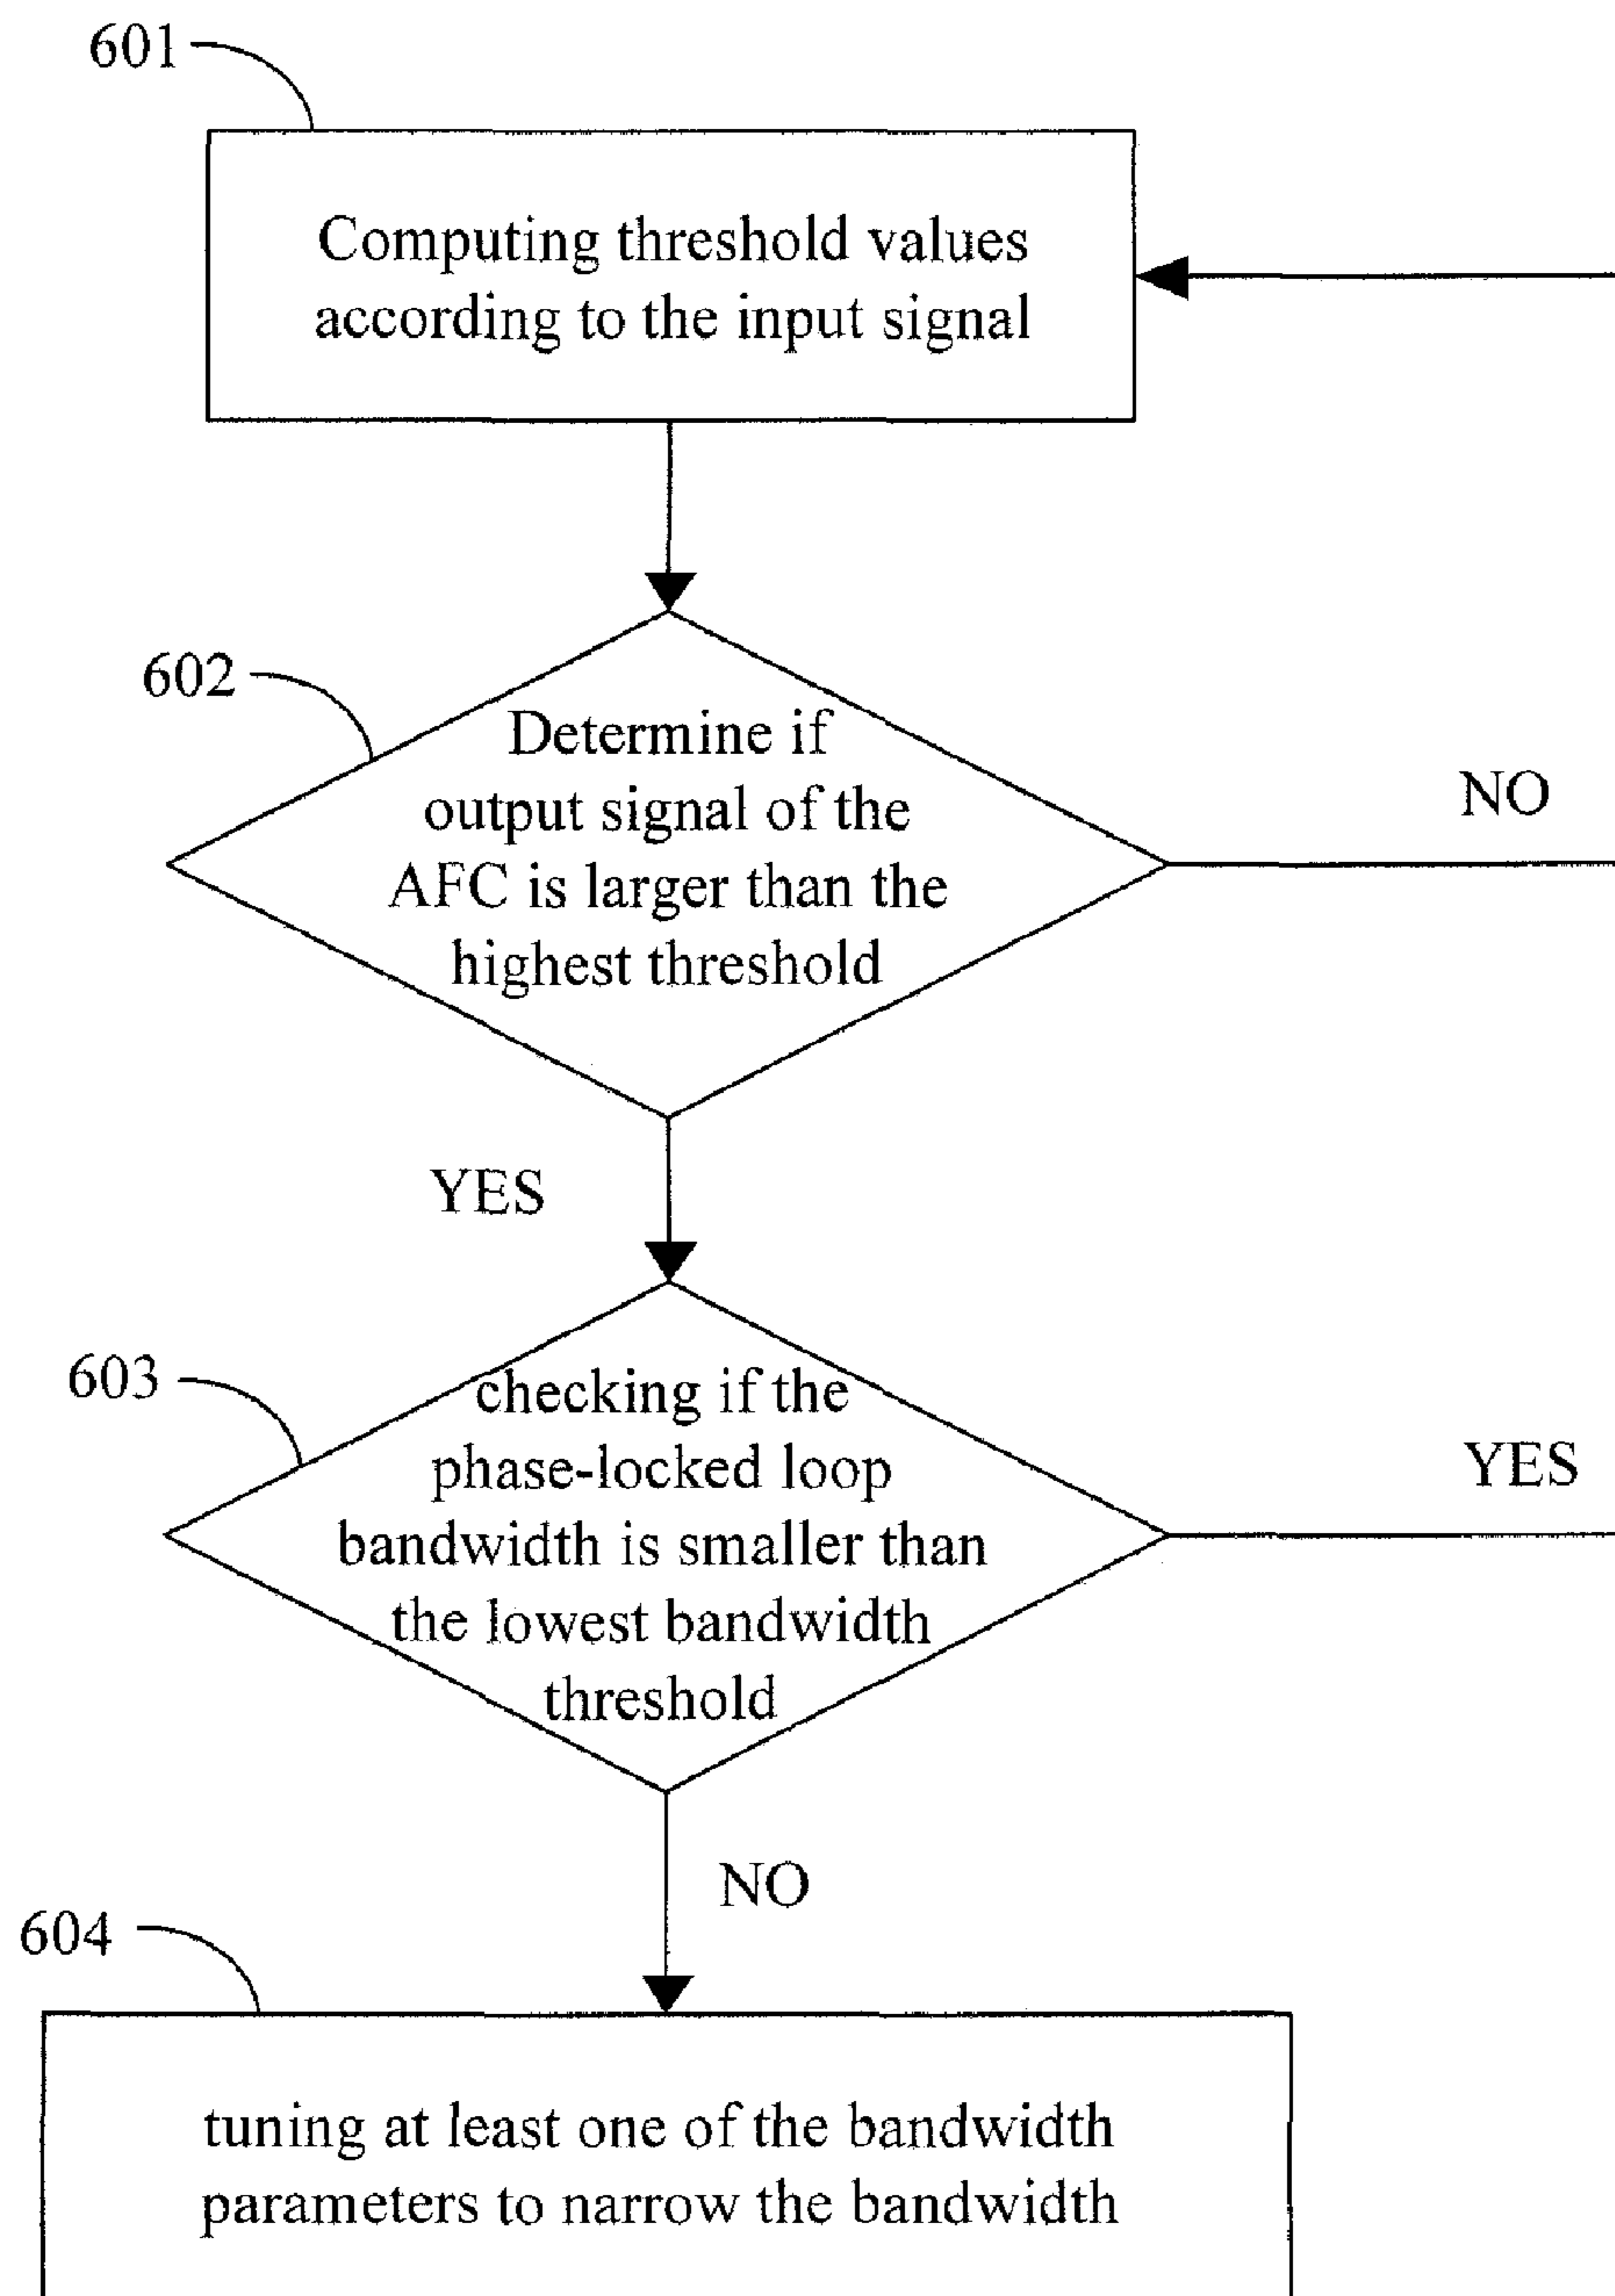 601
Computing threshold values
according to the input signal
602
Determine if
output signal of the
AFC is larger than the
highest threshold
NO
YES
603
checking if the
phase-locked loop
bandwidth is smaller than
the lowest bandwidth
threshold
YES
NO
604
tuning at least one of the bandwidth
parameters to narrow the bandwidth